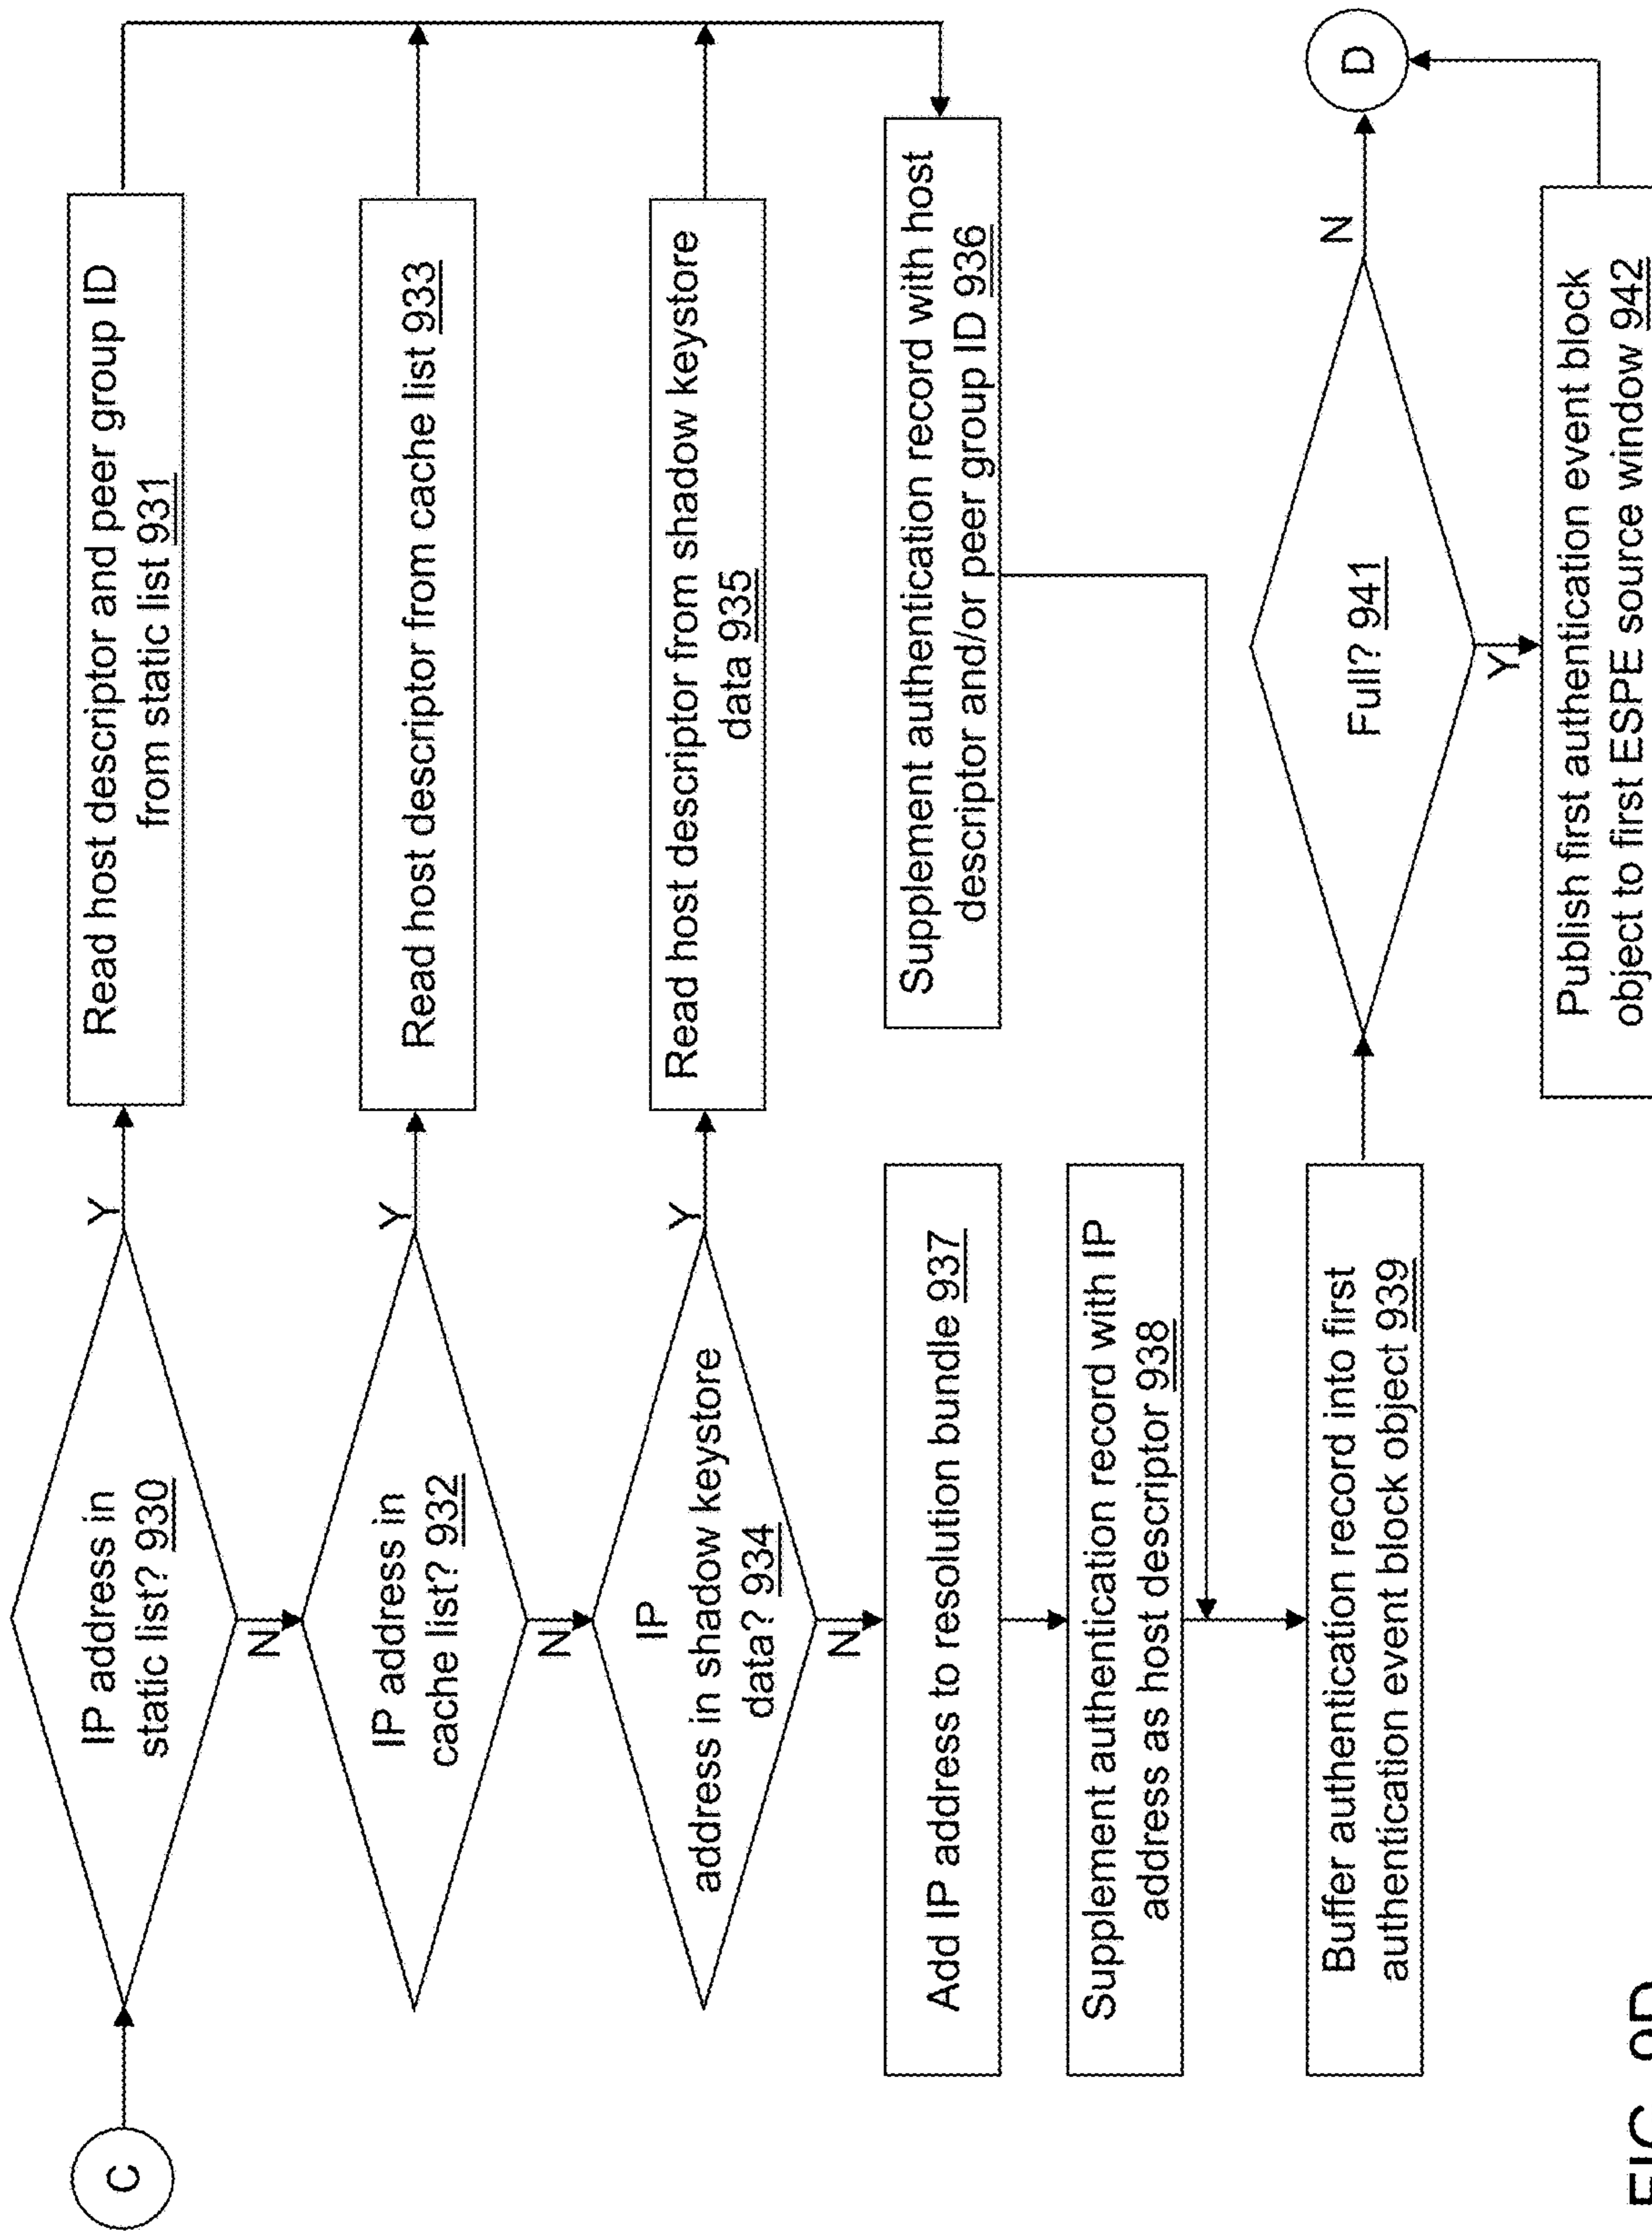 C
IP address in
static list? 930
Y
N
Read host descriptor and peer group ID
from static list 931
IP address in
cache list? 932
Y
N
Read host descriptor from cache list 933
IP
address in shadow keystore
data? 934
Y
N
Read host descriptor from shadow keystore
data 935
Add IP address to resolution bundle 937
Supplement authentication record with host
descriptor and/or peer group ID 936
Supplement authentication record with IP
address as host descriptor 938
Buffer authentication record into first
authentication event block object 939
Full? 941
N
D
Y
Publish first authentication event block
object to first ESPE source window 942
FIG. 9D